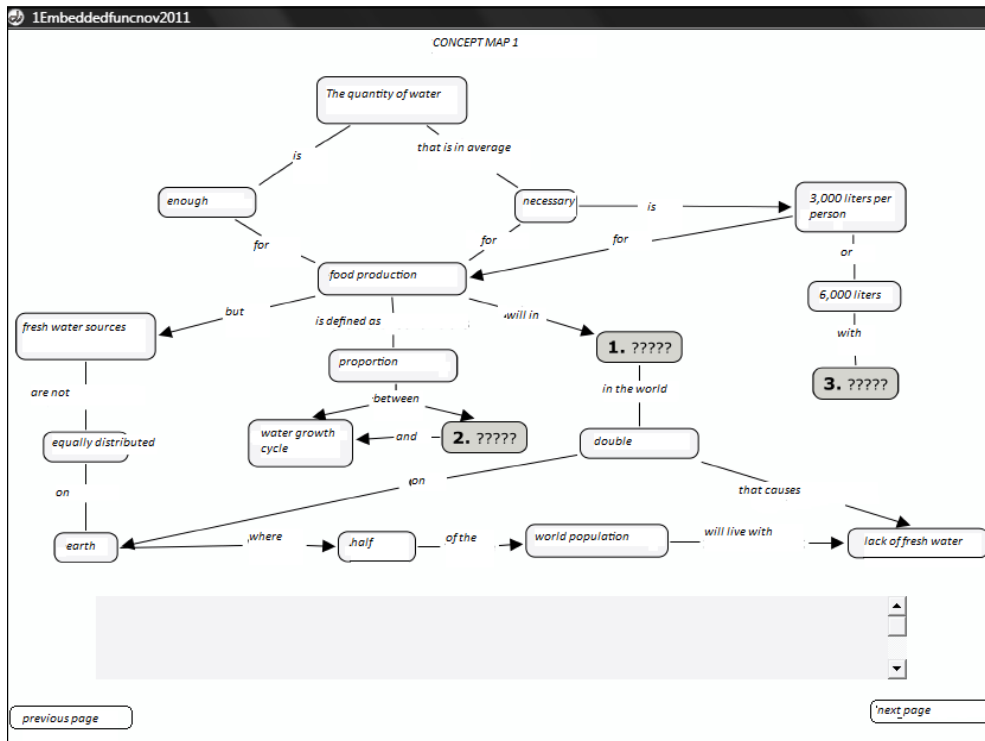 1Embeddedfuncnov2011
CONCEPT MAP 1
The quantity of water
is
that is in average
enough
necessary
is
3,000 liters per
person
for
for
for
or
food production
6,000 liters
but
is defined as
will in
with
fresh water sources
proportion
1. ?????
3. ?????
are not
between
in the world
equally distributed
water growth
cycle
and
2. ?????
double
on
on
that causes
earth
where
half
of the
world population
will live with
lack of fresh water
previous page
'next page